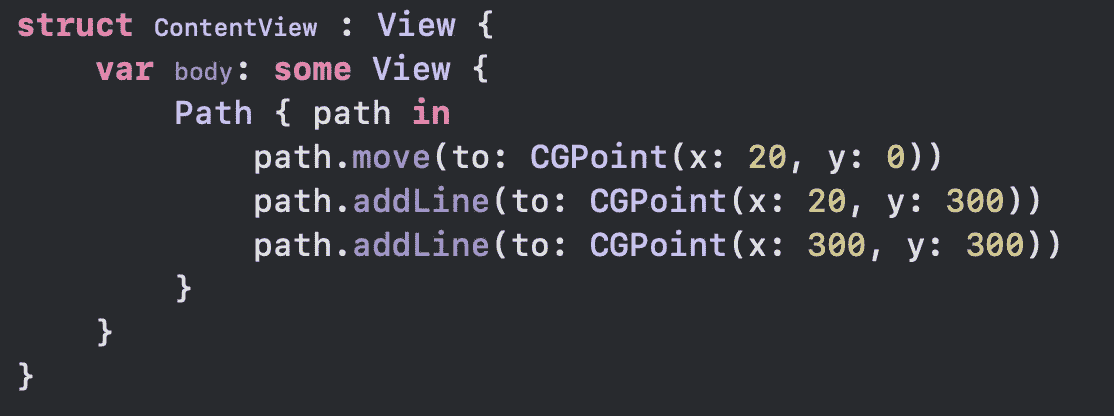 struct ContentView : View {
    var body: some View {
        Path { path in
            path.move(to: CGPoint(x: 20, y: 0))
            path.addLine(to: CGPoint(x: 20, y: 300))
            path.addLine(to: CGPoint(x: 300, y: 300))
        }
    }
}